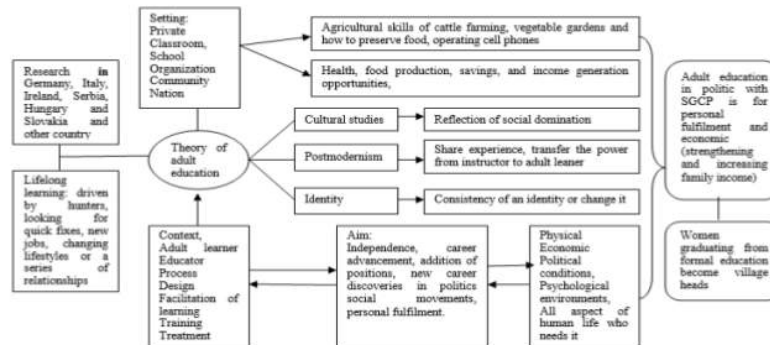 Setting:
Private
Classroom,
School
Organization
Community
Nation
Agricultural skills of cattle farming, vegetable gardens and
how to preserve food, operating cell phones
Health, food production, savings, and income generation
opportunities,
Research in
Germany, Italy,
Ireland, Serbia,
Hungary and
Slovakia and
other country
Theory of
adult
education
Cultural studies
Reflection of social domination
Postmodernism
Share experience, transfer the power
from instructor to adult leaner
Identity
Consistency of an identity or change it
Adult education
in politic with
SGCP is for
personal
fulfilment and
economic
(strengthening
and increasing
family income)
Lifelong
learning: driven
by hunters,
looking for
quick fixes, new
jobs, changing
lifestyles or a
series of
relationships
Context,
Adult learner
Educator
Process
Design
Facilitation of
learning
Training
Treatment
Aim:
Independence, career
advancement, addition of
positions, new career
discoveries in politics
social movements,
personal fulfilment.
Physical
Economic
Political
conditions,
Psychological
environments,
All aspect of
human life who
needs it
Women
graduating from
formal education
become village
heads